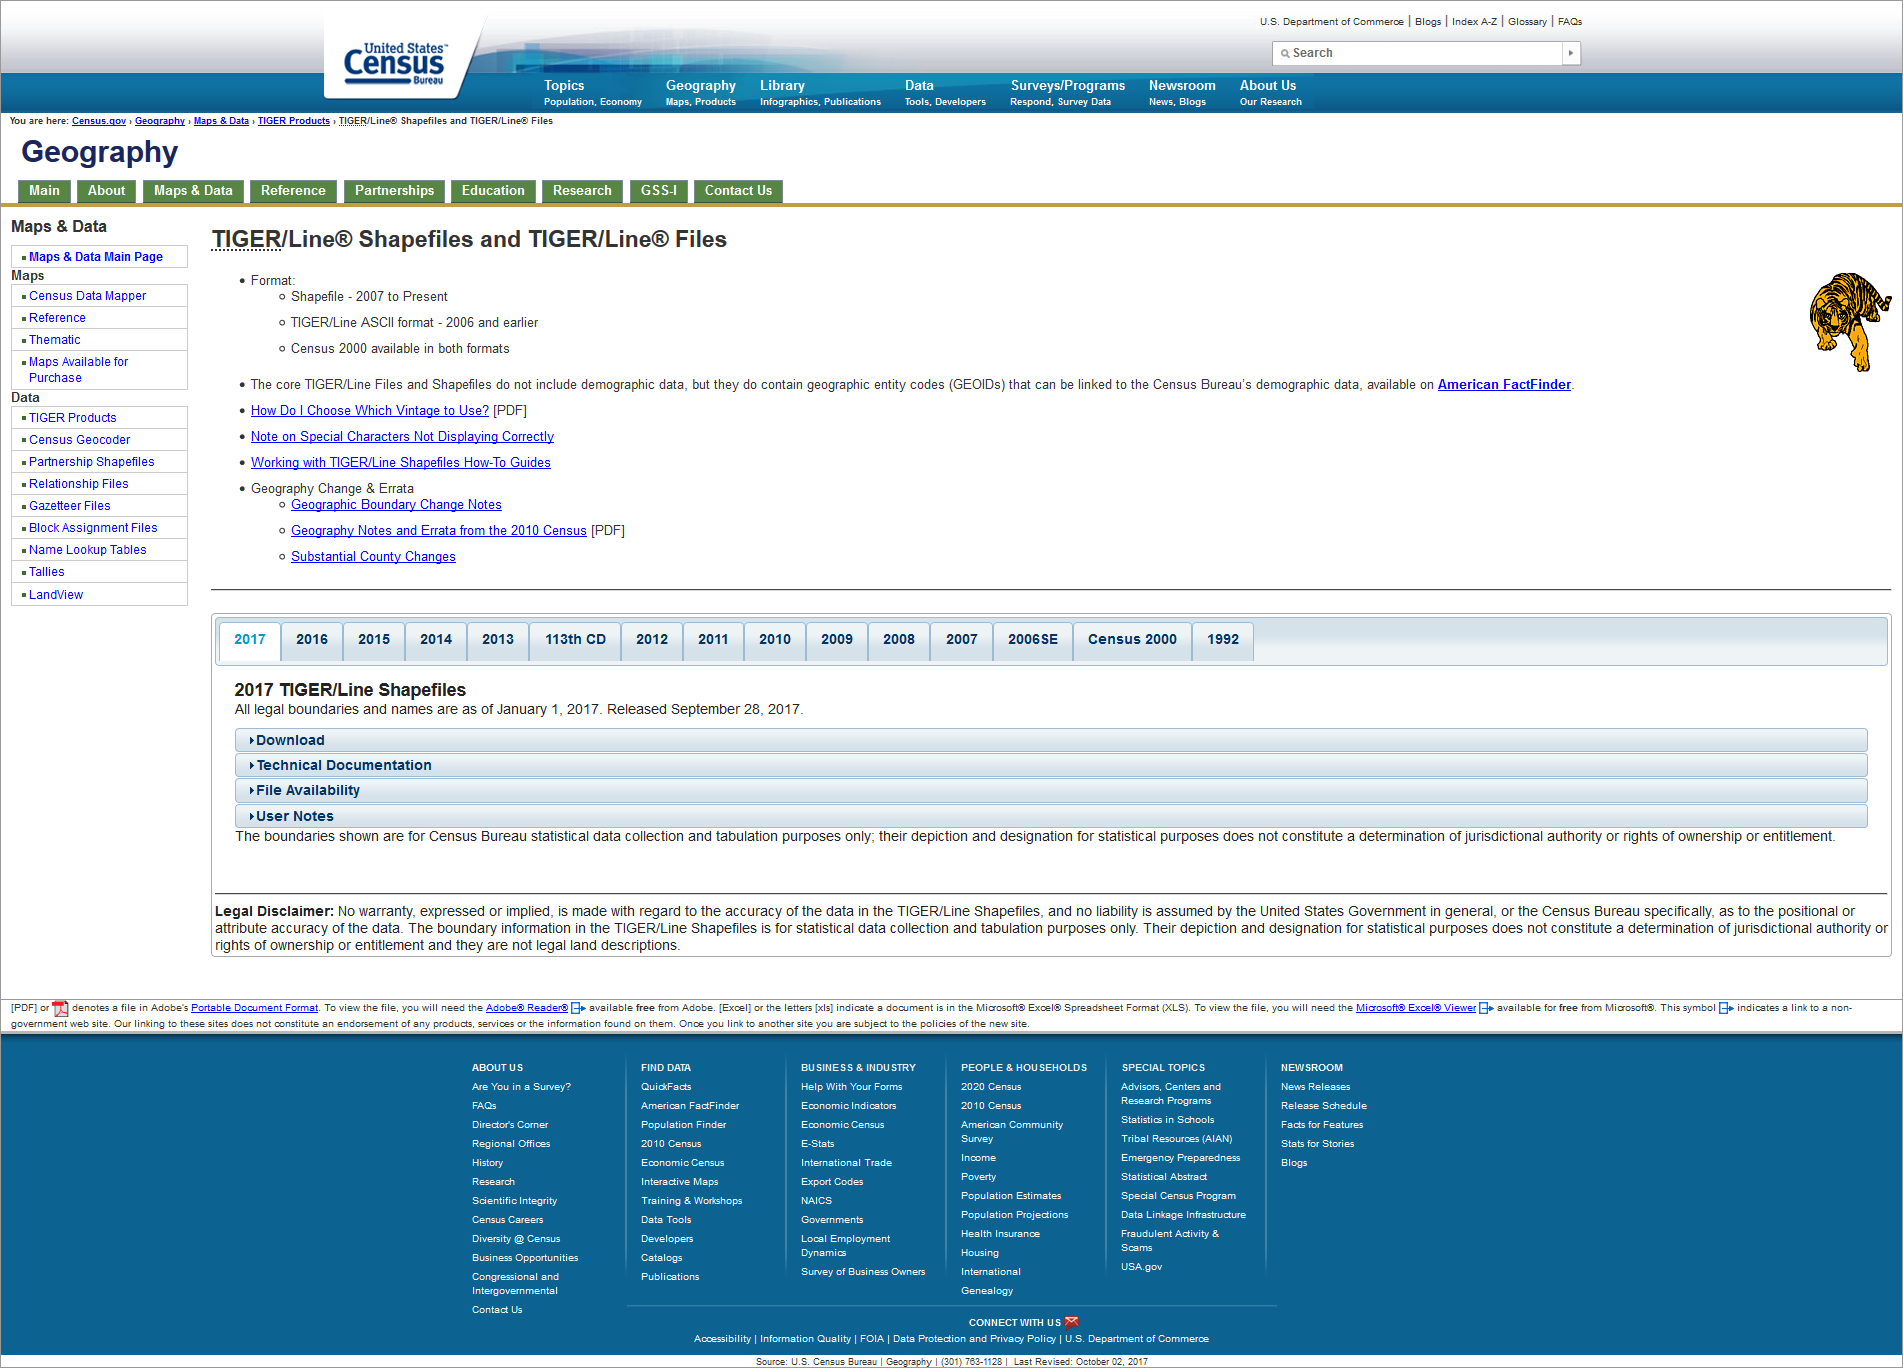 U.S. Department of Commerce | Blogs | Index A-Z | Glossary | FAQs
United States™
Census
Bureau
Search
Topics
Population, Economy
Geography
Maps, Products
Library
Infographics, Publications
Data
Tools, Developers
Surveys/Programs
Respond, Survey Data
Newsroom
News, Blogs
About Us
Our Research
You are here: Census.gov › Geography › Maps & Data › TIGER Products › TIGER/Line® Shapefiles and TIGER/Line® Files
Geography
Main About Maps & Data Reference Partnerships Education Research GSS-I Contact Us
Maps & Data
Maps & Data Main Page
Maps
Census Data Mapper
Reference
Thematic
Maps Available for
Purchase
Data
TIGER Products
Census Geocoder
Partnership Shapefiles
Relationship Files
Gazetteer Files
Block Assignment Files
Name Lookup Tables
Tallies
LandView
TIGER/Line® Shapefiles and TIGER/Line® Files
Format:
Shapefile - 2007 to Present
TIGER/Line ASCII format - 2006 and earlier
Census 2000 available in both formats
The core TIGER/Line Files and Shapefiles do not include demographic data, but they do contain geographic entity codes (GEOIDs) that can be linked to the Census Bureau's demographic data, available on American FactFinder.
How Do I Choose Which Vintage to Use? [PDF]
Note on Special Characters Not Displaying Correctly
Working with TIGER/Line Shapefiles How-To Guides
Geography Change & Errata
Geographic Boundary Change Notes
Geography Notes and Errata from the 2010 Census [PDF]
Substantial County Changes
2017 2016 2015 2014 2013 113th CD 2012 2011 2010 2009 2008 2007 2006SE Census 2000 1992
2017 TIGER/Line Shapefiles
All legal boundaries and names are as of January 1, 2017. Released September 28, 2017.
Download
Technical Documentation
File Availability
User Notes
The boundaries shown are for Census Bureau statistical data collection and tabulation purposes only; their depiction and designation for statistical purposes does not constitute a determination of jurisdictional authority or rights of ownership or entitlement.
Legal Disclaimer: No warranty, expressed or implied, is made with regard to the accuracy of the data in the TIGER/Line Shapefiles, and no liability is assumed by the United States Government in general, or the Census Bureau specifically, as to the positional or
attribute accuracy of the data. The boundary information in the TIGER/Line Shapefiles is for statistical data collection and tabulation purposes only. Their depiction and designation for statistical purposes does not constitute a determination of jurisdictional authority or
rights of ownership or entitlement and they are not legal land descriptions.
[PDF] or denotes a file in Adobe's Portable Document Format. To view the file, you will need the Adobe® Reader® available free from Adobe. [Excel] or the letters [xls] indicate a document is in the Microsoft® Excel® Spreadsheet Format (XLS). To view the file, you will need the Microsoft® Excel® Viewer available for free from Microsoft®. This symbol indicates a link to a non-
government web site. Our linking to these sites does not constitute an endorsement of any products, services or the information found on them. Once you link to another site you are subject to the policies of the new site.
ABOUT US
Are You in a Survey?
FAQs
Director's Corner
Regional Offices
History
Research
Scientific Integrity
Census Careers
Diversity @ Census
Business Opportunities
Congressional and
Intergovernmental
Contact Us
FIND DATA
QuickFacts
American FactFinder
Population Finder
2010 Census
Economic Census
Interactive Maps
Training & Workshops
Data Tools
Developers
Catalogs
Publications
BUSINESS & INDUSTRY
Help With Your Forms
Economic Indicators
Economic Census
E-Stats
International Trade
Export Codes
NAICS
Governments
Local Employment
Dynamics
Survey of Business Owners
PEOPLE & HOUSEHOLDS
2020 Census
2010 Census
American Community
Survey
Income
Poverty
Population Estimates
Population Projections
Health Insurance
Housing
International
Genealogy
SPECIAL TOPICS
Advisors, Centers and
Research Programs
Statistics in Schools
Tribal Resources (AIAN)
Emergency Preparedness
Statistical Abstract
Special Census Program
Data Linkage Infrastructure
Fraudulent Activity &
Scams
USA.gov
NEWSROOM
News Releases
Release Schedule
Facts for Features
Stats for Stories
Blogs
CONNECT WITH US
Accessibility | Information Quality | FOIA | Data Protection and Privacy Policy | U.S. Department of Commerce
Source: U.S. Census Bureau | Geography | (301) 763-1128 | Last Revised: October 02, 2017